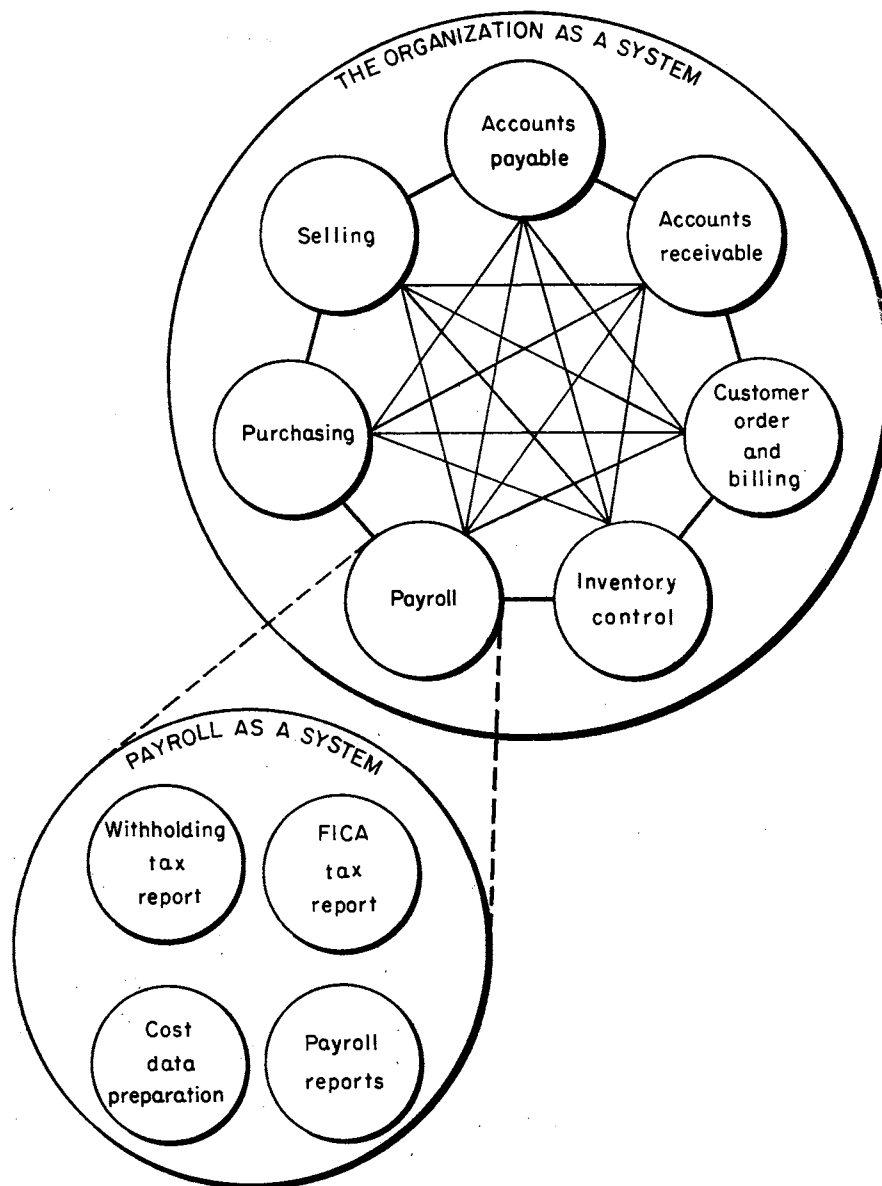 THE ORGANIZATION AS A SYSTEM
Accounts
payable
Selling
Accounts
receivable
Purchasing
Customer
order
and
billing
Payroll
Inventory
control
PAYROLL AS A SYSTEM
Withholding
tax
report
FICA
tax
report
Cost
data
preparation
Payroll
reports